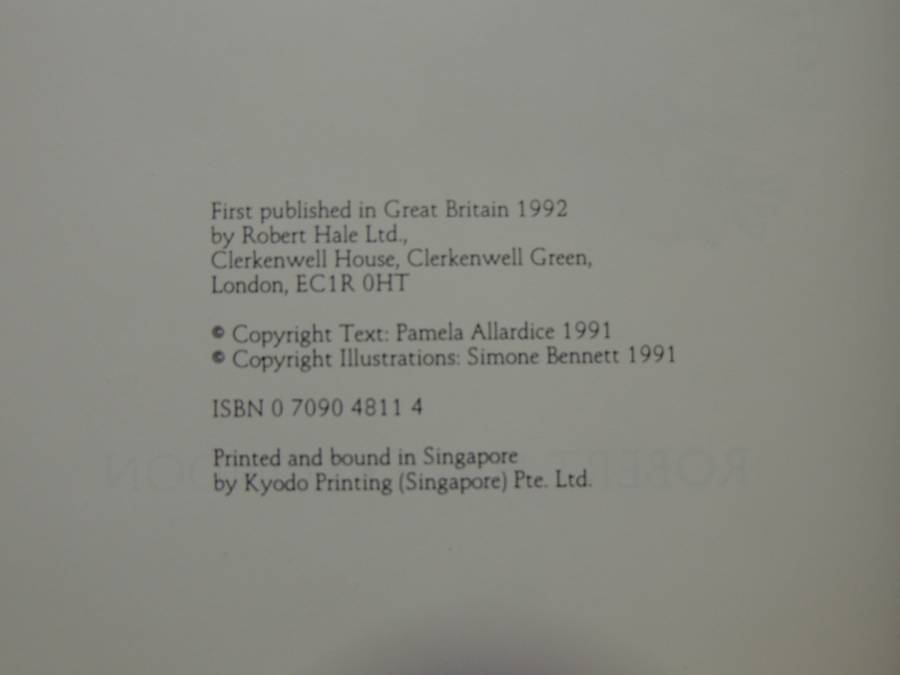 First published in Great Britain 1992
by Robert Hale Ltd.,
Clerkenwell House, Clerkenwell Green,
London, EC1R 0HT
© Copyright Text: Pamela Allardice 1991
© Copyright Illustrations: Simone Bennett 1991
ISBN 0 7090 4811 4
Printed and bound in Singapore
by Kyodo Printing (Singapore) Pte. Ltd.